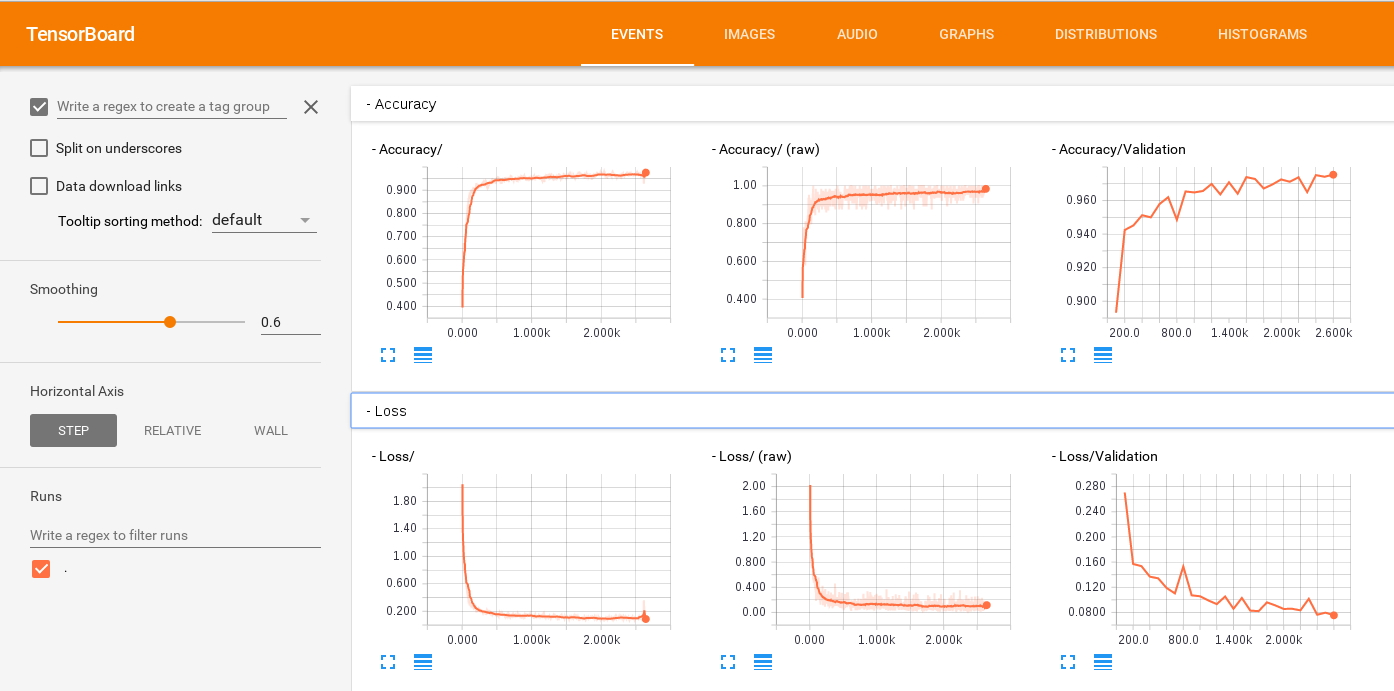 TensorBoard
EVENTS IMAGES AUDIO GRAPHS DISTRIBUTIONS HISTOGRAMS
Write a regex to create a tag group
Split on underscores
Data download links
Tooltip sorting method: default
Smoothing
0.6
Horizontal Axis
STEP RELATIVE WALL
Runs
Write a regex to filter runs
.
- Accuracy
- Accuracy/
0.900
0.800
0.700
0.600
0.500
0.400
0.000 1.000k 2.000k
- Accuracy/ (raw)
1.00
0.800
0.600
0.400
0.000 1.000k 2.000k
- Accuracy/Validation
0.960
0.940
0.920
0.900
200.0 800.0 1.400k 2.000k 2.600k
- Loss
- Loss/
1.80
1.40
1.00
0.600
0.200
0.000 1.000k 2.000k
- Loss/ (raw)
2.00
1.60
1.20
0.800
0.400
0.00
0.000 1.000k 2.000k
- Loss/Validation
0.280
0.240
0.200
0.160
0.120
0.0800
200.0 800.0 1.400k 2.000k